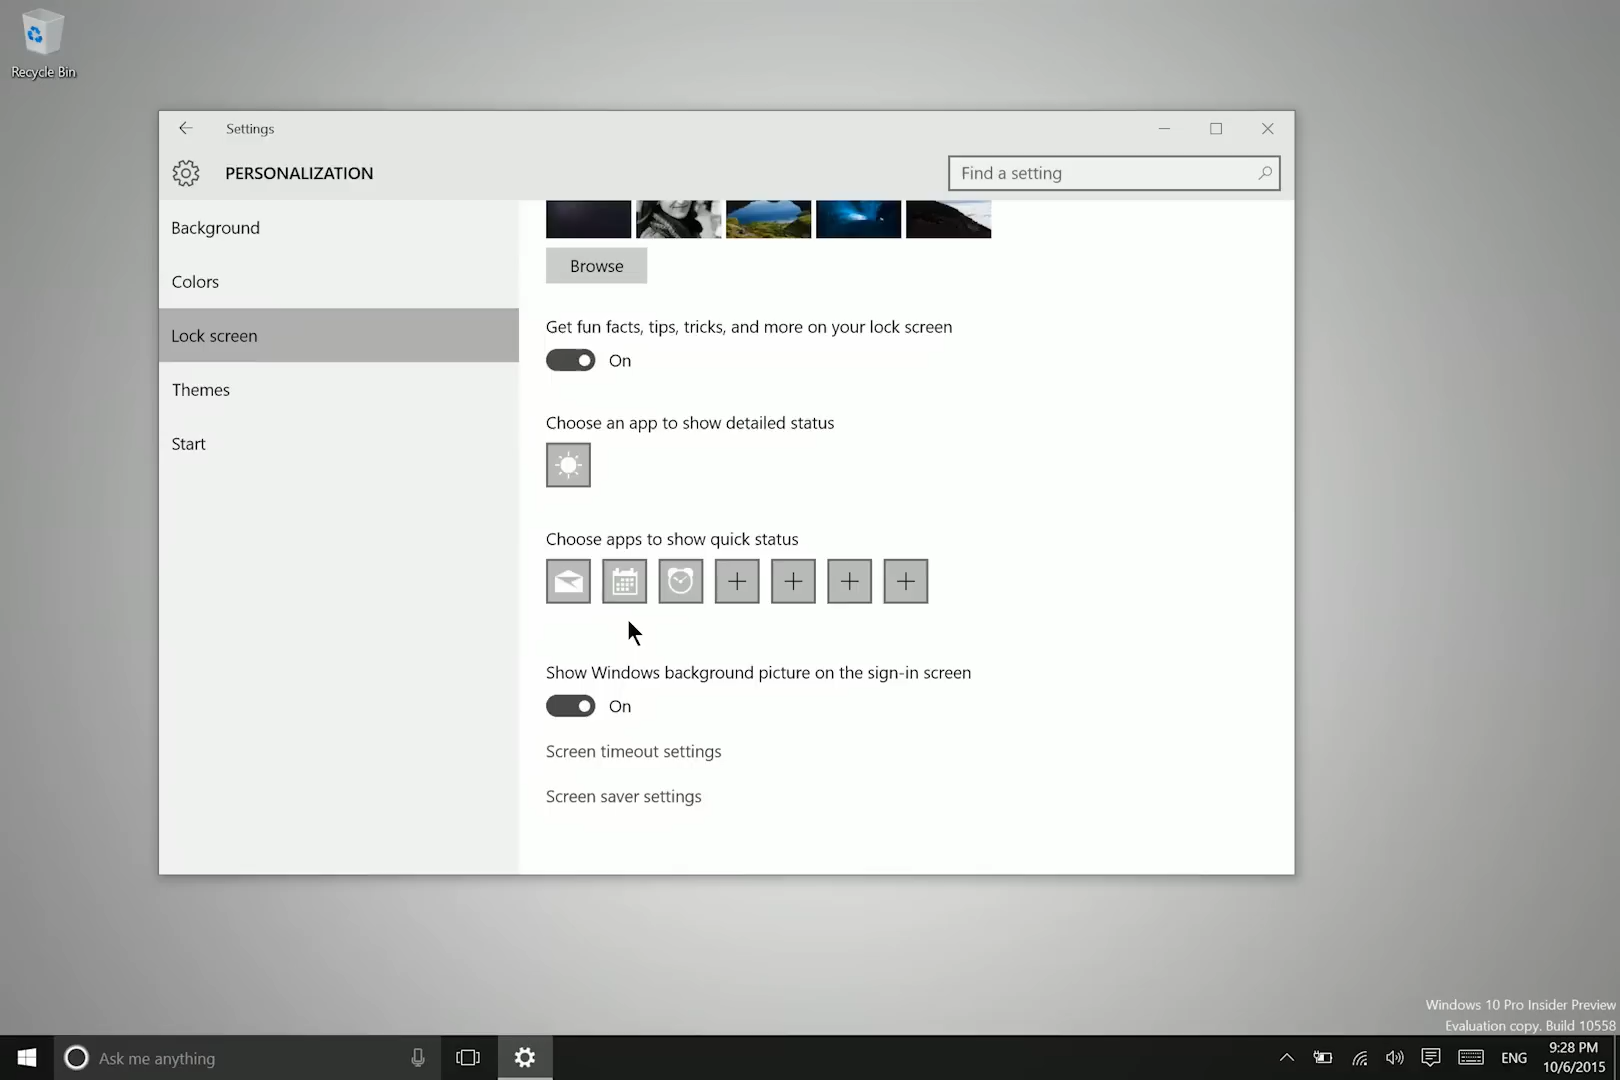 Recycle Bin
Settings
PERSONALIZATION
Find a setting
Background
Colors
Lock screen
Themes
Start
Browse
Get fun facts, tips, tricks, and more on your lock screen
On
Choose an app to show detailed status
Choose apps to show quick status
Show Windows background picture on the sign-in screen
On
Screen timeout settings
Screen saver settings
Windows 10 Pro Insider Preview
Evaluation copy. Build 10558
Ask me anything
ENG
9:28 PM
10/6/2015